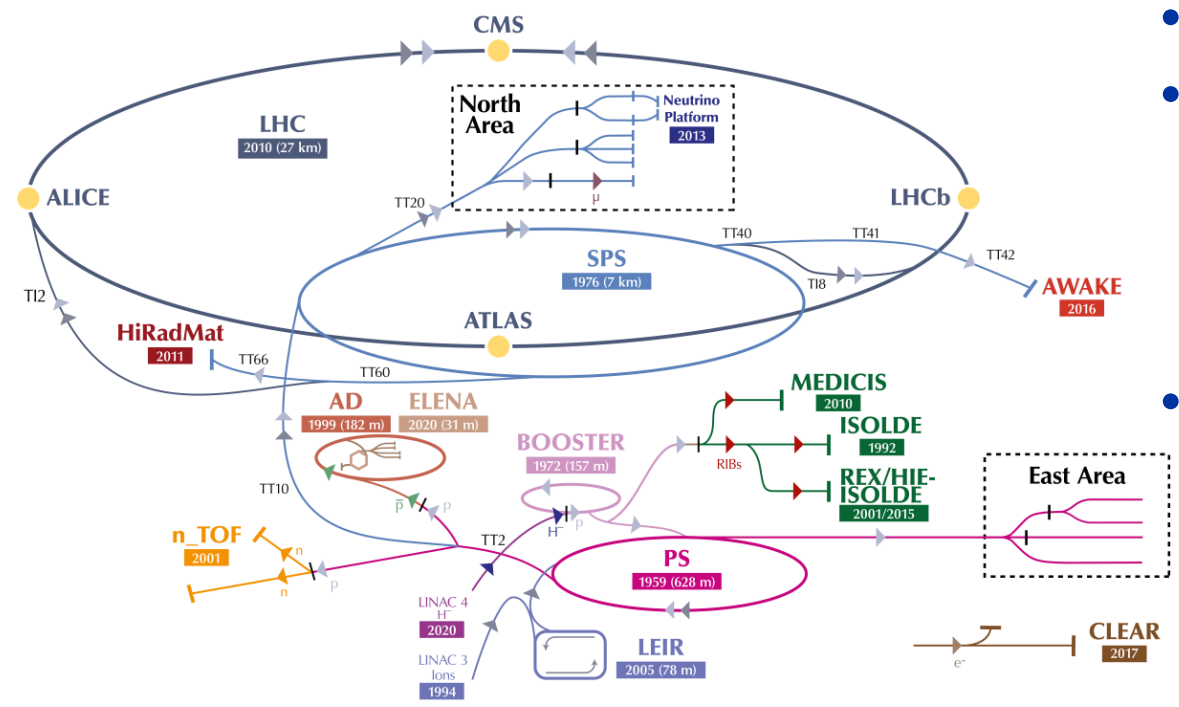 CMS
North
Area
Neutrino
Platform
2013
LHC
2010 (27 km)
ALICE
LHCb
μ
TT20
TT40
TT41
TT42
SPS
1976 (7 km)
TI8
AWAKE
2016
TI2
ATLAS
HiRadMat
2011
TT66
TT60
MEDICIS
2010
AD
1999 (182 m)
ELENA
2020 (31 m)
ISOLDE
1992
BOOSTER
1972 (157 m)
RIBs
REX/HIE-
ISOLDE
2001/2015
East Area
TT10
p̅
p
H⁻
p
n_TOF
2001
n
n
p
TT2
PS
1959 (628 m)
LINAC 4
H⁻
2020
LINAC 3
Ions
1994
LEIR
2005 (78 m)
CLEAR
2017
e⁻